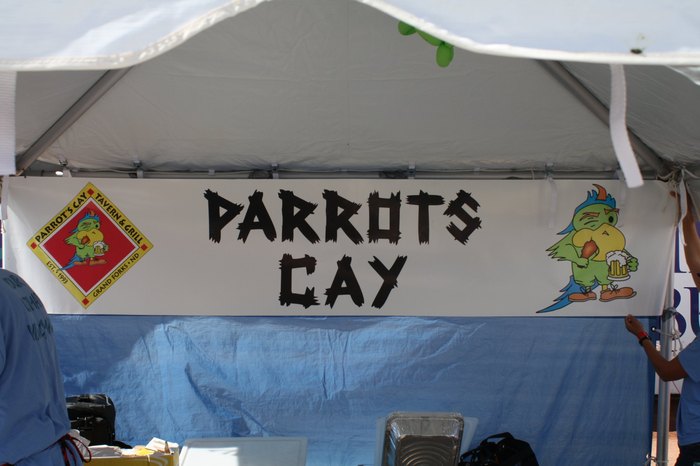 PARROTS
CAY
PARROT'S CAY
TAVERN & GRILL
EST. 1993
GRAND FORKS • ND